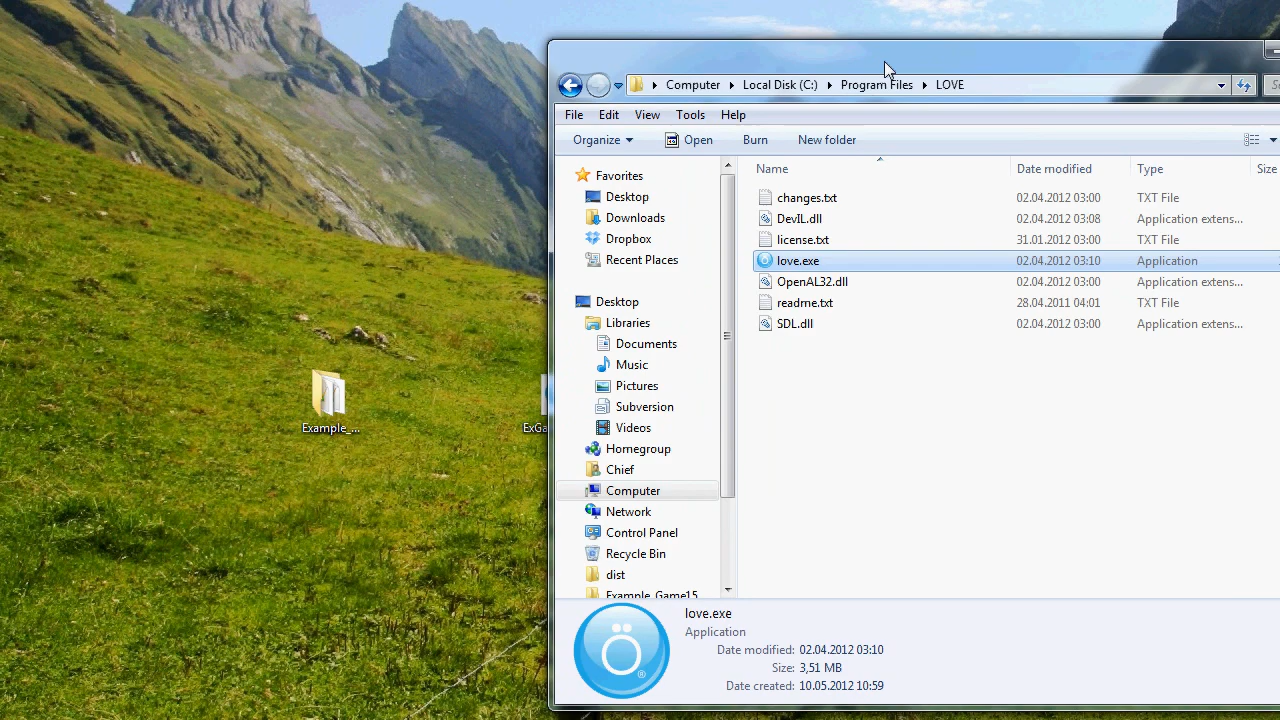 Computer Local Disk (C:) Program Files LOVE
File Edit View Tools Help
Organize Open Burn New folder
Name Date modified Type Size
changes.txt 02.04.2012 03:00 TXT File
DevIL.dll 02.04.2012 03:08 Application extens...
license.txt 31.01.2012 03:00 TXT File
love.exe 02.04.2012 03:10 Application
OpenAL32.dll 02.04.2012 03:00 Application extens...
readme.txt 28.04.2011 04:01 TXT File
SDL.dll 02.04.2012 03:00 Application extens...
Favorites
Desktop
Downloads
Dropbox
Recent Places
Desktop
Libraries
Documents
Music
Pictures
Subversion
Videos
Homegroup
Chief
Computer
Network
Control Panel
Recycle Bin
dist
Example_Game15
Example_...
ExGa
love.exe
Application
Date modified: 02.04.2012 03:10
Size: 3,51 MB
Date created: 10.05.2012 10:59
ö
®